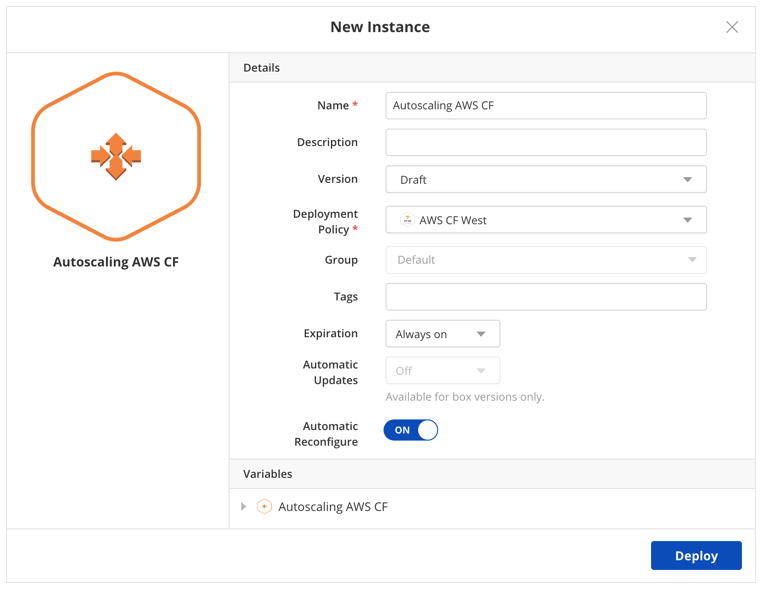 New Instance
Autoscaling AWS CF
Details
Name *
Autoscaling AWS CF
Description
Version
Draft
Deployment
Policy *
AWS CF West
Group
Default
Tags
Expiration
Always on
Automatic
Updates
Off
Available for box versions only.
Automatic
Reconfigure
ON
Variables
Autoscaling AWS CF
Deploy